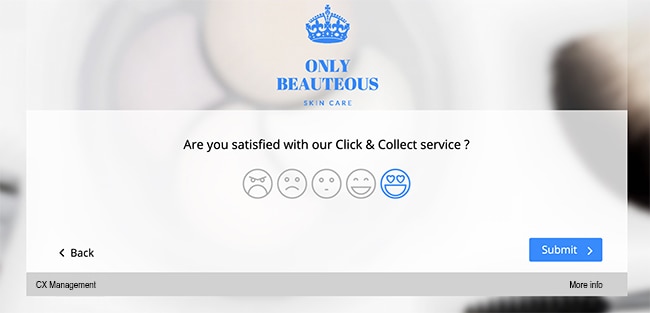 ONLY
BEAUTEOUS
SKIN CARE
Are you satisfied with our Click & Collect service ?
Back
Submit
CX Management
More info